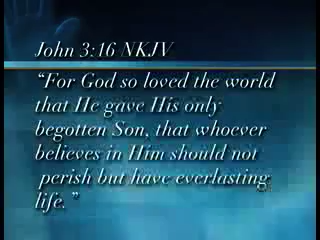 John 3:16 NKJV
“For God so loved the world
that He gave His only
begotten Son, that whoever
believes in Him should not
perish but have everlasting
life.”